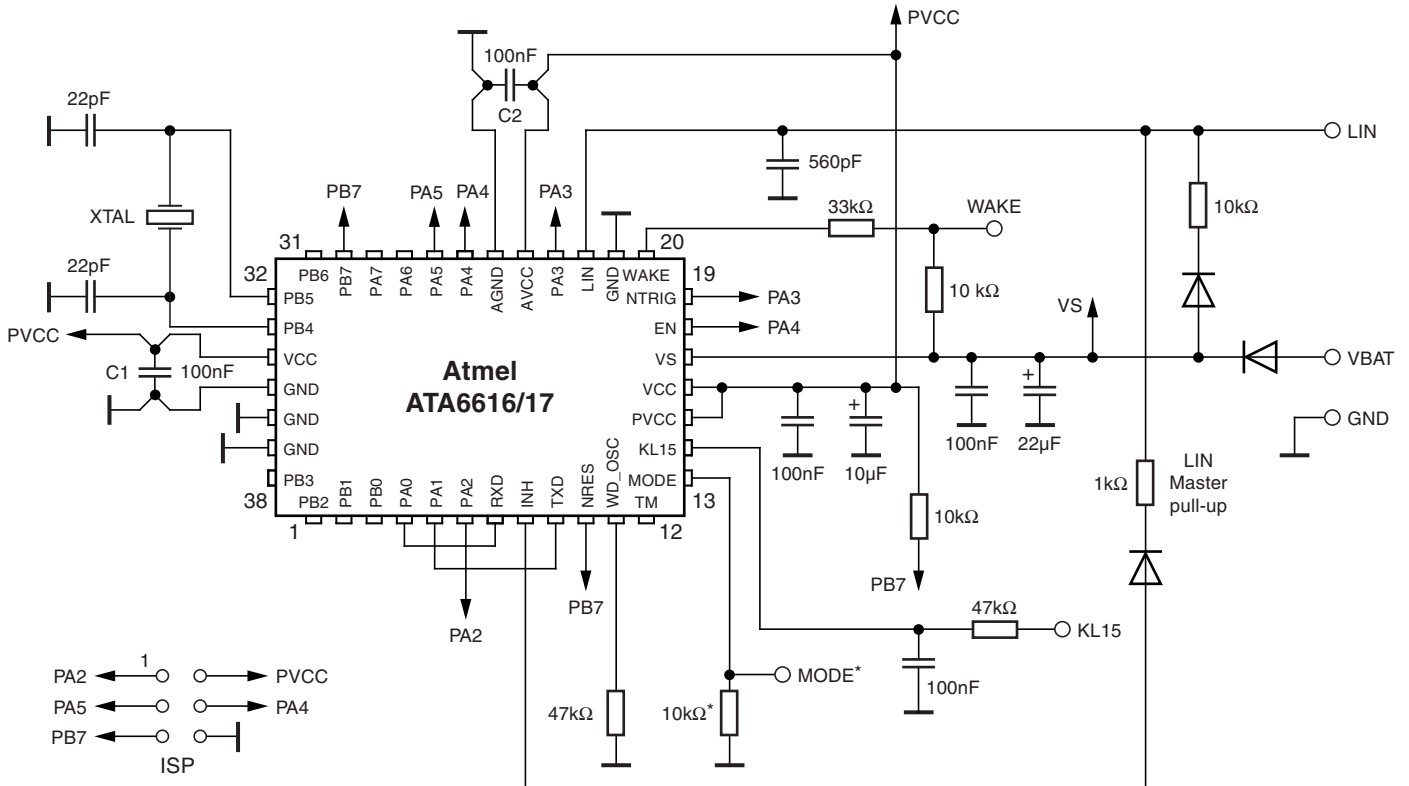 PVCC
100nF
C2
22pF
LIN
560pF
XTAL
PB7
PA5
PA4
PA3
33kΩ
WAKE
10kΩ
31
20
32
PB6
PB7
PA7
PA6
PA5
PA4
AGND
AVCC
PA3
LIN
GND
WAKE
19
22pF
PB5
NTRIG
PA3
10 kΩ
VS
PB4
EN
PA4
PVCC
VCC
VS
VBAT
C1
100nF
Atmel
ATA6616/17
GND
VCC
GND
PVCC
GND
GND
KL15
100nF
10µF
100nF
22µF
PB3
MODE
38
13
PB2
PB1
PB0
PA0
PA1
PA2
RXD
INH
TXD
NRES
WD_OSC
TM
1
12
1kΩ
LIN
Master
pull-up
10kΩ
PB7
PB7
PA2
47kΩ
KL15
1
PA2
PVCC
MODE*
100nF
PA5
PA4
47kΩ
10kΩ*
PB7
ISP
+
+